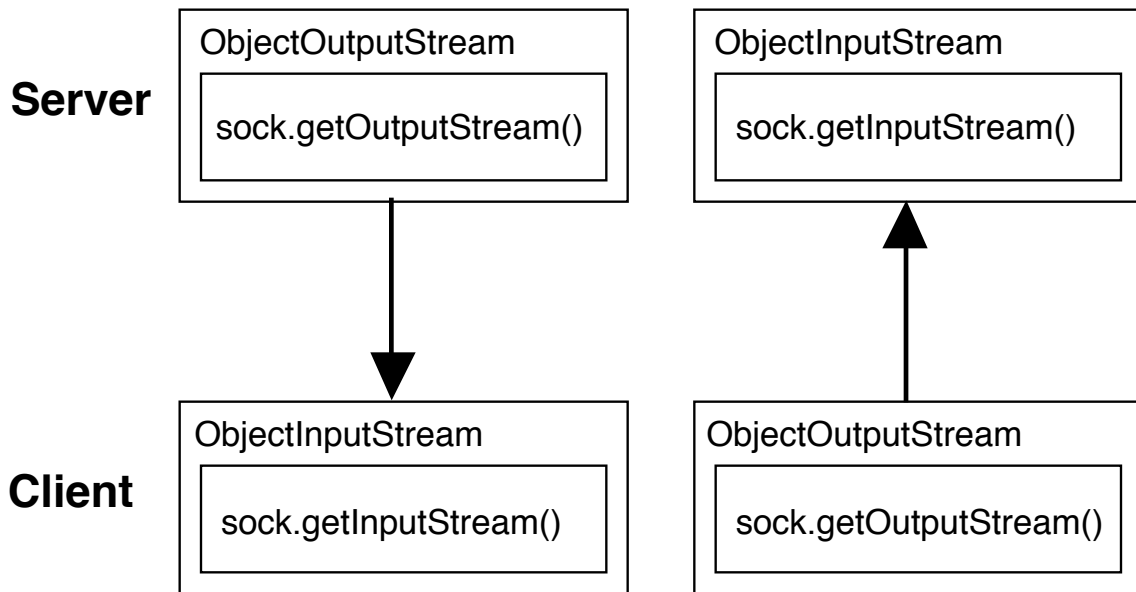 ObjectOutputStream
ObjectInputStream
Server
sock.getOutputStream()
sock.getInputStream()
ObjectInputStream
ObjectOutputStream
Client
sock.getInputStream()
sock.getOutputStream()